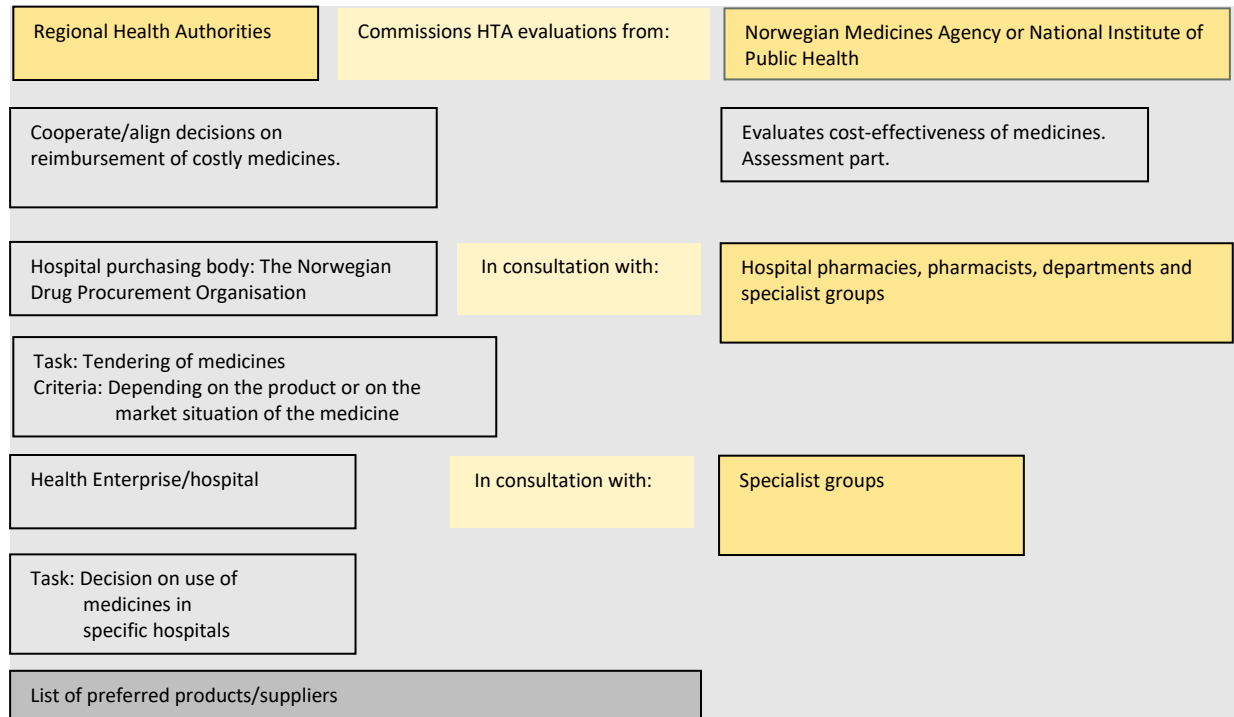 Regional Health Authorities
Commissions HTA evaluations from:
Norwegian Medicines Agency or National Institute of
Public Health
Cooperate/align decisions on
reimbursement of costly medicines.
Evaluates cost-effectiveness of medicines.
Assessment part.
Hospital purchasing body: The Norwegian
Drug Procurement Organisation
In consultation with:
Hospital pharmacies, pharmacists, departments and
specialist groups
Task: Tendering of medicines
Criteria: Depending on the product or on the
market situation of the medicine
Health Enterprise/hospital
In consultation with:
Specialist groups
Task: Decision on use of
medicines in
specific hospitals
List of preferred products/suppliers